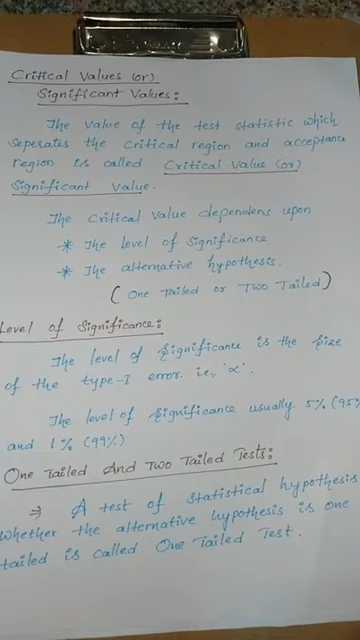 Critical Values (or)
Significant Values:
The value of the test statistic which
seperates the critical region and acceptance
region is called Critical Value (or)
Significant Value.
The Critical value dependens upon
* The level of Significance
* The alternative hypothesis.
( One Tailed or Two Tailed )
Level of Significance:
The level of Significance is the Size
of the type-I error. i.e, 'α'.
The level of Significance usually 5% (95%
and 1% (99%)
One Tailed And Two Tailed Tests:
⇒ A test of statistical hypothesis
whether the alternative hypothesis is one
tailed is called One Tailed Test.